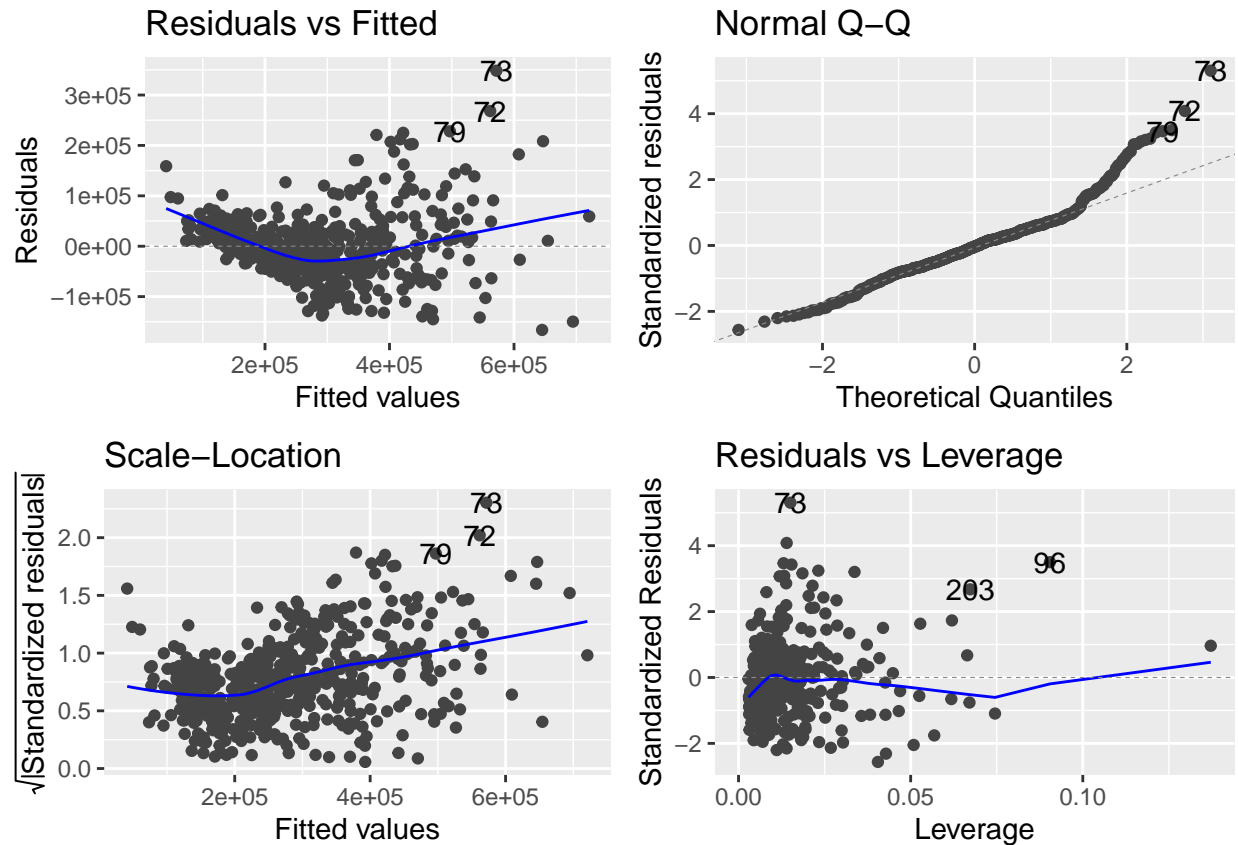 Residuals vs Fitted
3e+05
2e+05
1e+05
0e+00
−1e+05
Residuals
73
72
79
2e+05
4e+05
6e+05
Fitted values
Normal Q−Q
4
2
0
−2
Standardized residuals
73
72
79
−2
0
2
Theoretical Quantiles
Scale−Location
2.0
1.5
1.0
0.5
0.0
√|Standardized residuals|
73
72
79
2e+05
4e+05
6e+05
Fitted values
Residuals vs Leverage
4
2
0
−2
Standardized Residuals
73
96
203
0.00
0.05
0.10
Leverage